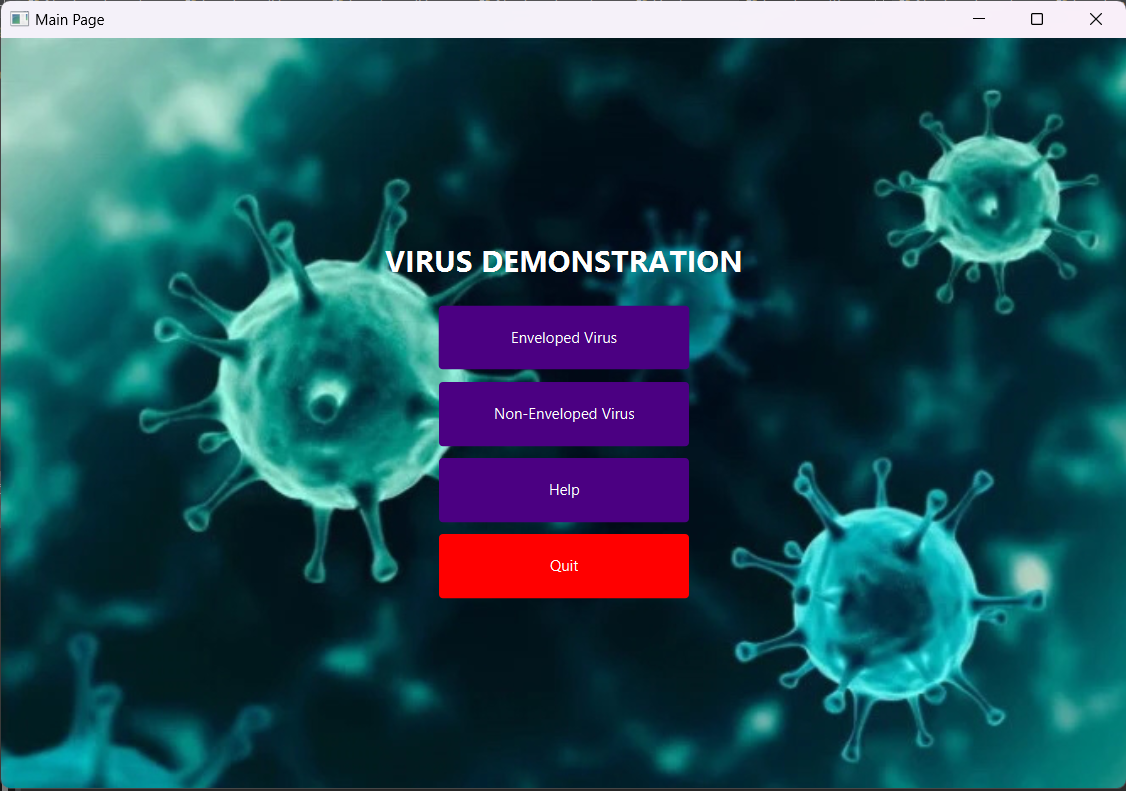 Main Page
VIRUS DEMONSTRATION
Enveloped Virus
Non-Enveloped Virus
Help
Quit